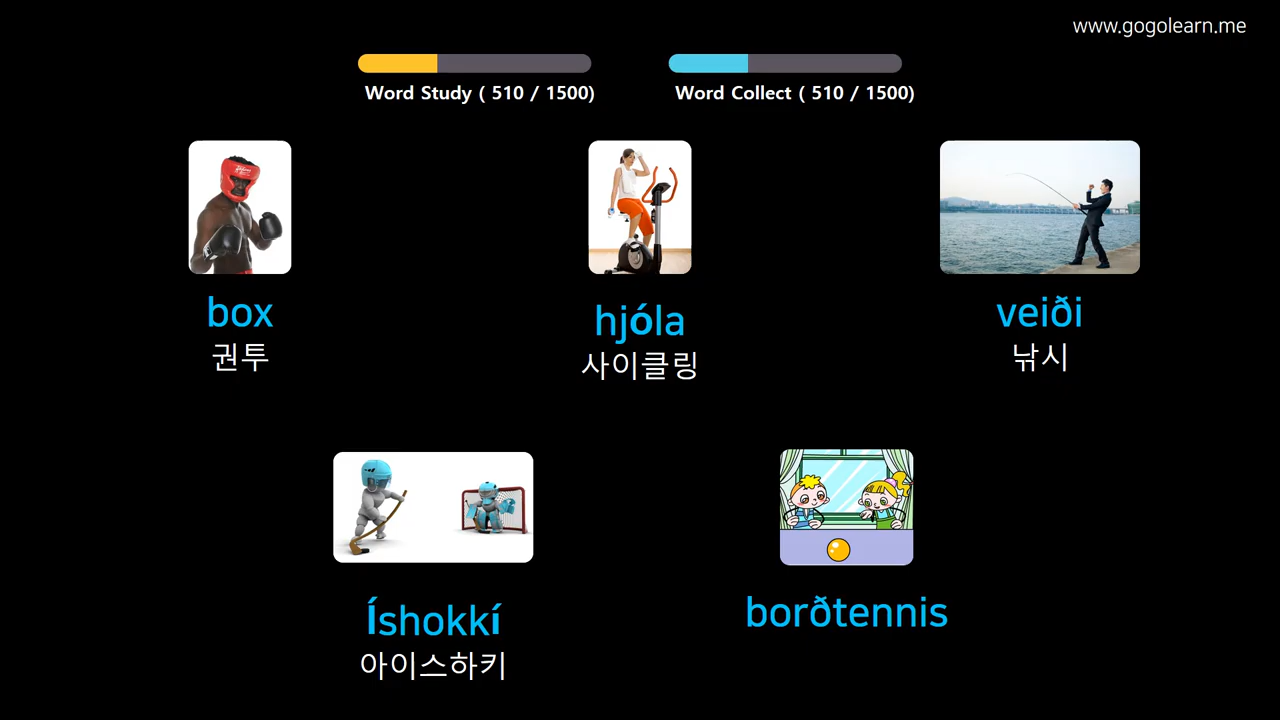 www.gogolearn.me
Word Study ( 510 / 1500)
Word Collect ( 510 / 1500)
box
권투
hjóla
사이클링
veiði
낚시
Íshokkí
아이스하키
borðtennis